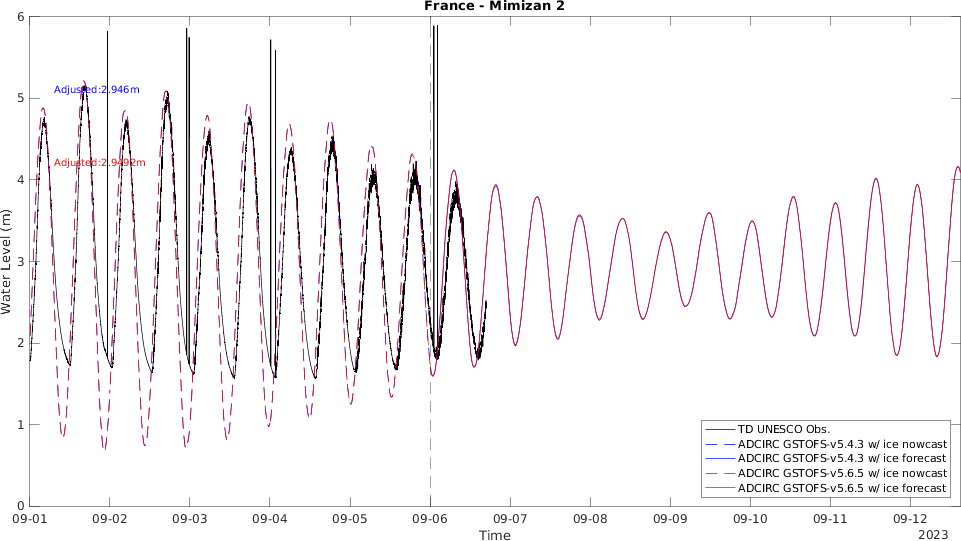 France - Mimizan 2
6
5
4
3
2
1
0
Water Level (m)
Adjusted:2.946m
Adjusted:2.9492m
TD UNESCO Obs.
ADCIRC GSTOFS-v5.4.3 w/ ice nowcast
ADCIRC GSTOFS-v5.4.3 w/ ice forecast
ADCIRC GSTOFS-v5.6.5 w/ ice nowcast
ADCIRC GSTOFS-v5.6.5 w/ ice forecast
09-01 09-02 09-03 09-04 09-05 09-06 09-07 09-08 09-09 09-10 09-11 09-12
Time
2023